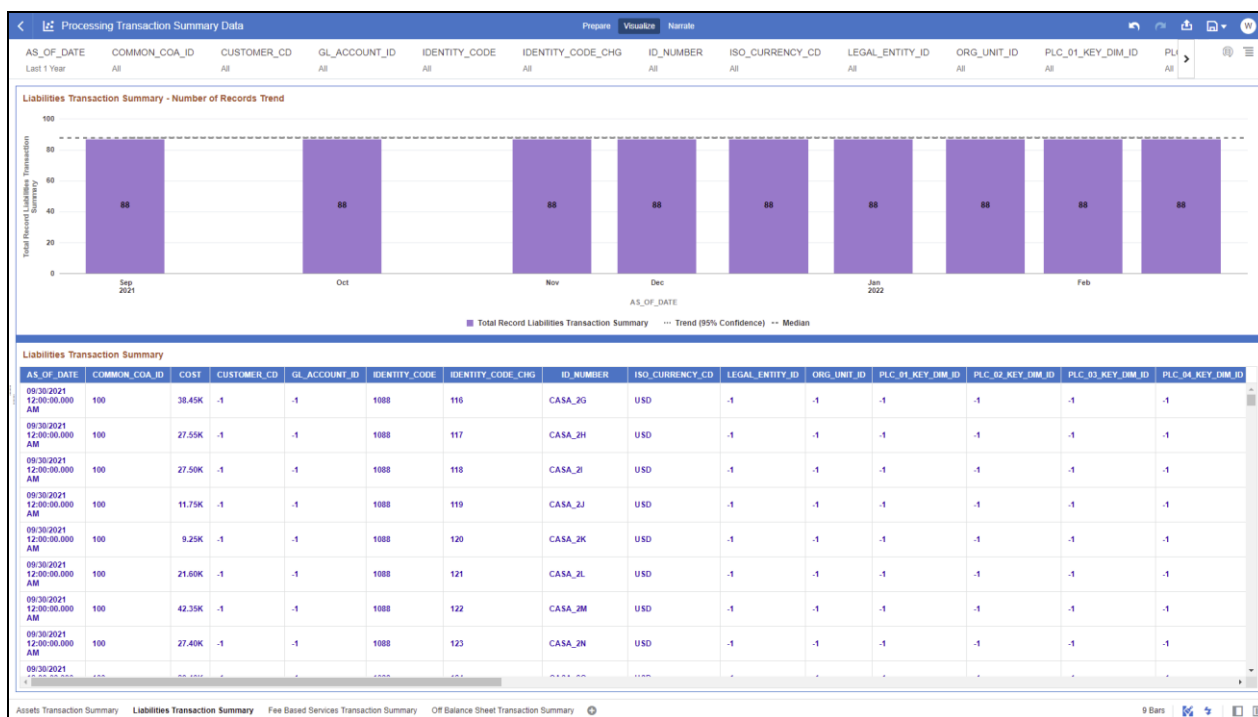 Processing Transaction Summary Data Prepare Visualize Narrate W
AS_OF_DATE COMMON_COA_ID CUSTOMER_CD GL_ACCOUNT_ID IDENTITY_CODE IDENTITY_CODE_CHG ID_NUMBER ISO_CURRENCY_CD LEGAL_ENTITY_ID ORG_UNIT_ID PLC_01_KEY_DIM_ID
Last 1 Year All All All All All All All All All All All
Liabilities Transaction Summary - Number of Records Trend
Total Record Liabilities Transaction
Summary
100
80
60
40
20
0
88 88 88 88 88 88 88 88 88
Sep Oct Nov Dec Jan Feb
2021 2022
AS_OF_DATE
Total Record Liabilities Transaction Summary Trend (95% Confidence) Median
Liabilities Transaction Summary
AS_OF_DATE COMMON_COA_ID COST CUSTOMER_CD GL_ACCOUNT_ID IDENTITY_CODE IDENTITY_CODE_CHG ID_NUMBER ISO_CURRENCY_CD LEGAL_ENTITY_ID ORG_UNIT_ID PLC_01_KEY_DIM_ID PLC_02_KEY_DIM_ID PLC_03_KEY_DIM_ID PLC_04_KEY_DIM_ID
09/30/2021
12:00:00.000 100 38.45K -1 -1 1088 116 CASA_2G USD -1 -1 -1 -1 -1 -1
AM
09/30/2021
12:00:00.000 100 27.55K -1 -1 1088 117 CASA_2H USD -1 -1 -1 -1 -1 -1
AM
09/30/2021
12:00:00.000 100 27.50K -1 -1 1088 118 CASA_2I USD -1 -1 -1 -1 -1 -1
AM
09/30/2021
12:00:00.000 100 11.75K -1 -1 1088 119 CASA_2J USD -1 -1 -1 -1 -1 -1
AM
09/30/2021
12:00:00.000 100 9.25K -1 -1 1088 120 CASA_2K USD -1 -1 -1 -1 -1 -1
AM
09/30/2021
12:00:00.000 100 21.60K -1 -1 1088 121 CASA_2L USD -1 -1 -1 -1 -1 -1
AM
09/30/2021
12:00:00.000 100 42.35K -1 -1 1088 122 CASA_2M USD -1 -1 -1 -1 -1 -1
AM
09/30/2021
12:00:00.000 100 27.40K -1 -1 1088 123 CASA_2N USD -1 -1 -1 -1 -1 -1
AM
09/30/2021
Assets Transaction Summary Liabilities Transaction Summary Fee Based Services Transaction Summary Off Balance Sheet Transaction Summary 9 Bars